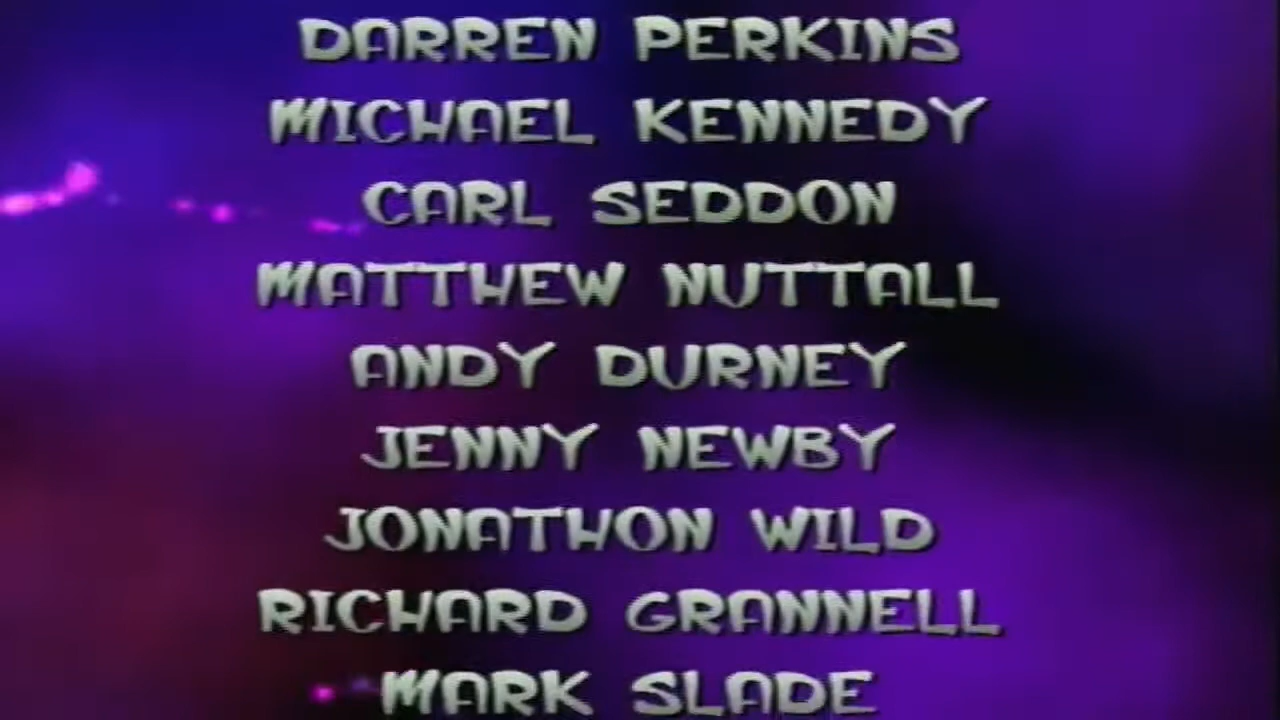 DARREN PERKINS
MICHAEL KENNEDY
CARL SEDDON
MATTHEW NUTTALL
ANDY DURNEY
JENNY NEWBY
JONATHON WILD
RICHARD GRANNELL
MARK SLADE